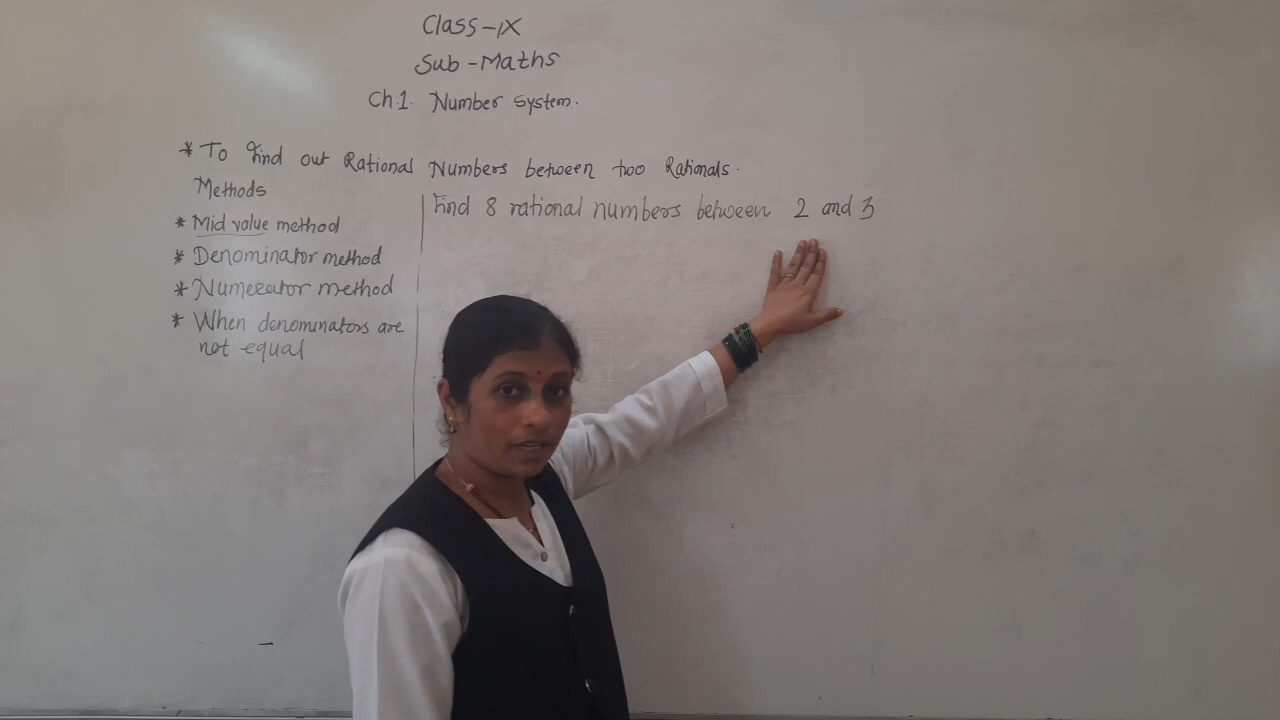 Class-IX
Sub-Maths
Ch.1. Number System.
* To find out Rational Numbers between two Rationals.
Methods
* Mid value method
* Denominator method
* Numerator method
* When denominators are
not equal
Find 8 rational numbers between 2 and 3